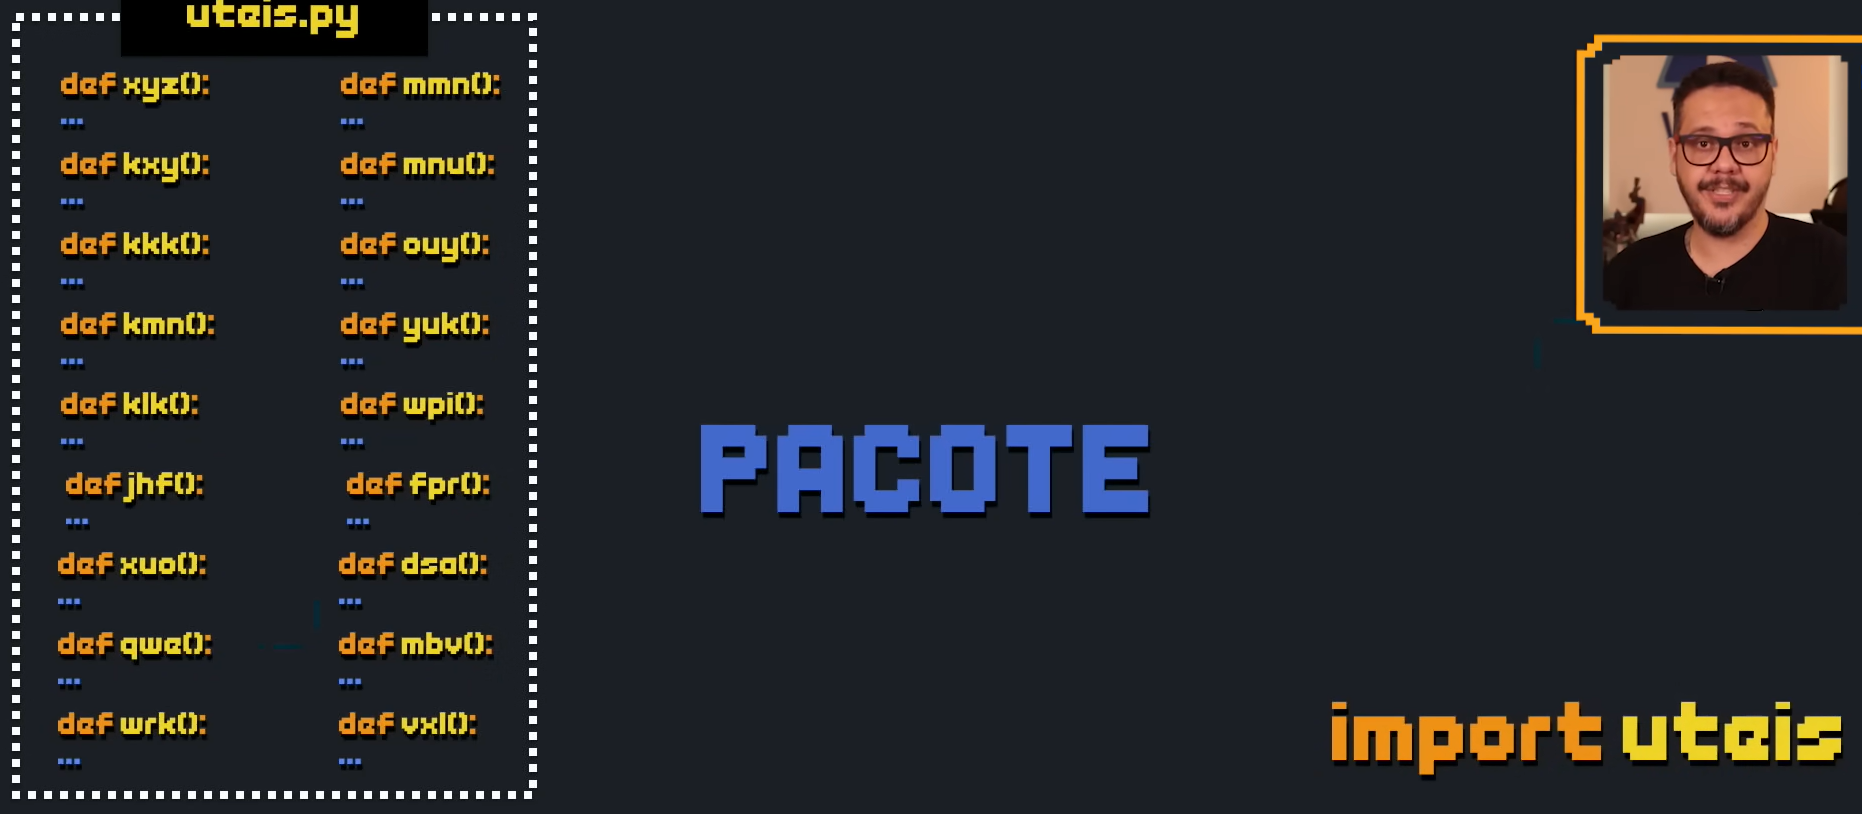 uteis.py
def xyz():
...
def kxy():
...
def kkk():
...
def kmn():
...
def klk():
...
def jhf():
...
def xuo():
...
def qwe():
...
def wrk():
...
def mmn():
...
def mnu():
...
def ouy():
...
def yuk():
...
def wpi():
...
def fpr():
...
def dsa():
...
def mbv():
...
def vxl():
...
PACOTE
import uteis